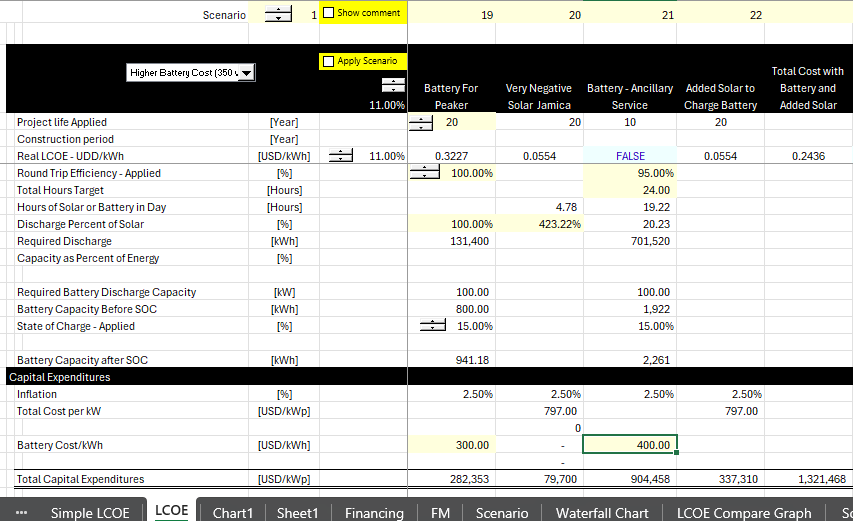 Scenario 1 Show comment 19 20 21 22
Apply Scenario
Higher Battery Cost (350 Total Cost with
Battery For Very Negative Battery - Ancillary Added Solar to Battery and
11.00% Peaker Solar Jamica Service Charge Battery Added Solar
Project life Applied [Year] 20 20 10 20
Construction period [Year]
Real LCOE - UDD/kWh [USD/kWh] 11.00% 0.3227 0.0554 FALSE 0.0554 0.2436
Round Trip Efficiency - Applied [%] 100.00% 95.00%
Total Hours Target [Hours] 24.00
Hours of Solar or Battery in Day [Hours] 4.78 19.22
Discharge Percent of Solar [%] 100.00% 423.22% 20.23
Required Discharge [kWh] 131,400 701,520
Capacity as Percent of Energy [%]
Required Battery Discharge Capacity [kW] 100.00 100.00
Battery Capacity Before SOC [kWh] 800.00 1,922
State of Charge - Applied [%] 15.00% 15.00%
Battery Capacity after SOC [kWh] 941.18 2,261
Capital Expenditures
Inflation [%] 2.50% 2.50% 2.50% 2.50%
Total Cost per kW [USD/kWp] 797.00 797.00
0
Battery Cost/kWh [USD/kWh] 300.00 - 400.00
-
Total Capital Expenditures [USD/kWp] 282,353 79,700 904,458 337,310 1,321,468
... Simple LCOE LCOE Chart1 Sheet1 Financing FM Scenario Waterfall Chart LCOE Compare Graph